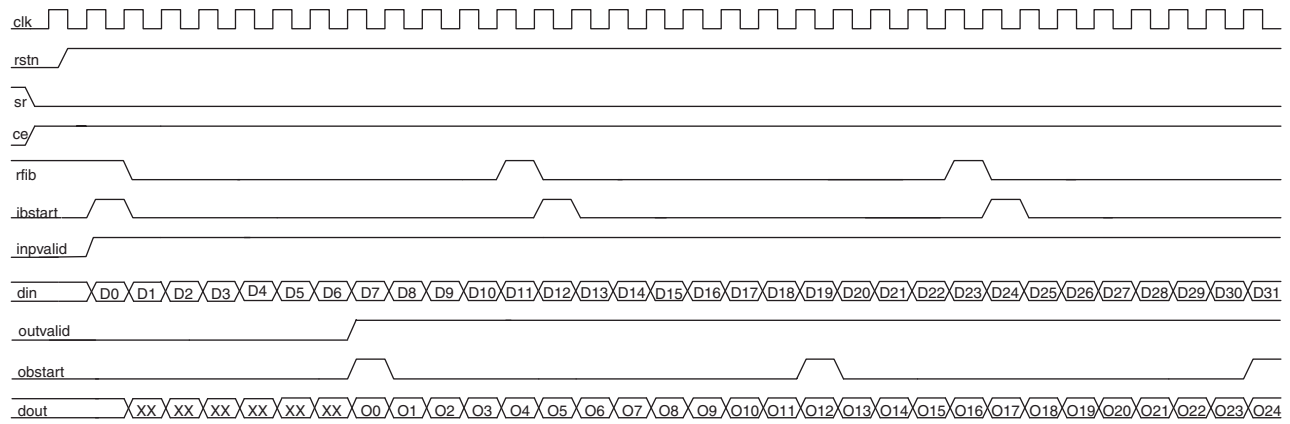 clk
rstn
sr
ce
rfib
ibstart
inpvalid
din D0 D1 D2 D3 D4 D5 D6 D7 D8 D9 D10 D11 D12 D13 D14 D15 D16 D17 D18 D19 D20 D21 D22 D23 D24 D25 D26 D27 D28 D29 D30 D31
outvalid
obstart
dout XX XX XX XX XX XX O0 O1 O2 O3 O4 O5 O6 O7 O8 O9 O10 O11 O12 O13 O14 O15 O16 O17 O18 O19 O20 O21 O22 O23 O24